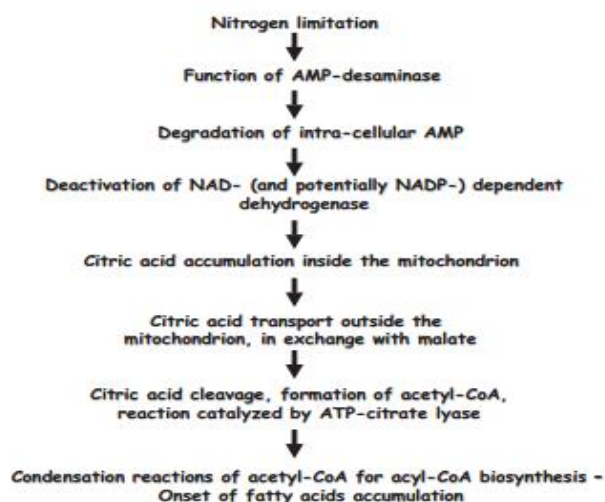 Nitrogen limitation
Function of AMP-desaminase
Degradation of intra-cellular AMP
Deactivation of NAD- (and potentially NADP-) dependent
dehydrogenase
Citric acid accumulation inside the mitochondrion
Citric acid transport outside the
mitochondrion, in exchange with malate
Citric acid cleavage, formation of acetyl-CoA,
reaction catalyzed by ATP-citrate lyase
Condensation reactions of acetyl-CoA for acyl-CoA biosynthesis -
Onset of fatty acids accumulation